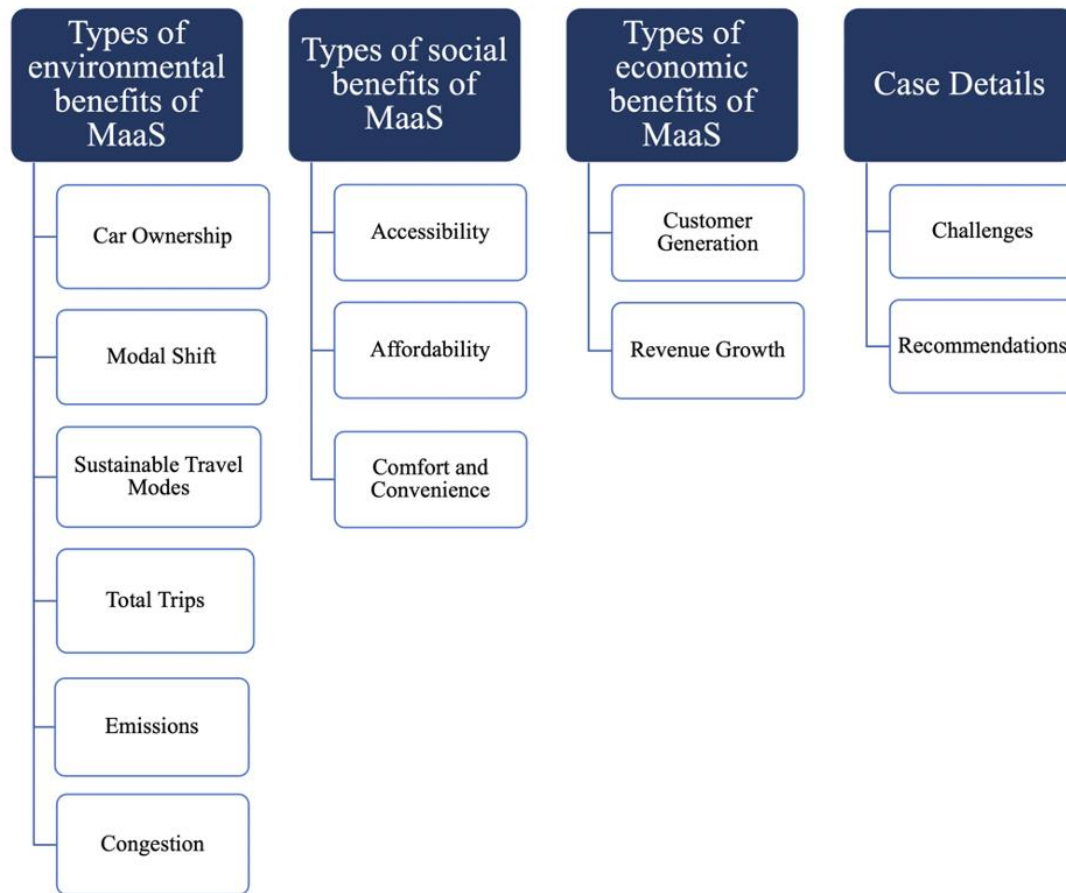 Types of
environmental
benefits of
MaaS
Car Ownership
Modal Shift
Sustainable Travel
Modes
Total Trips
Emissions
Congestion
Types of social
benefits of
MaaS
Accessibility
Affordability
Comfort and
Convenience
Types of
economic
benefits of
MaaS
Customer
Generation
Revenue Growth
Case Details
Challenges
Recommendations